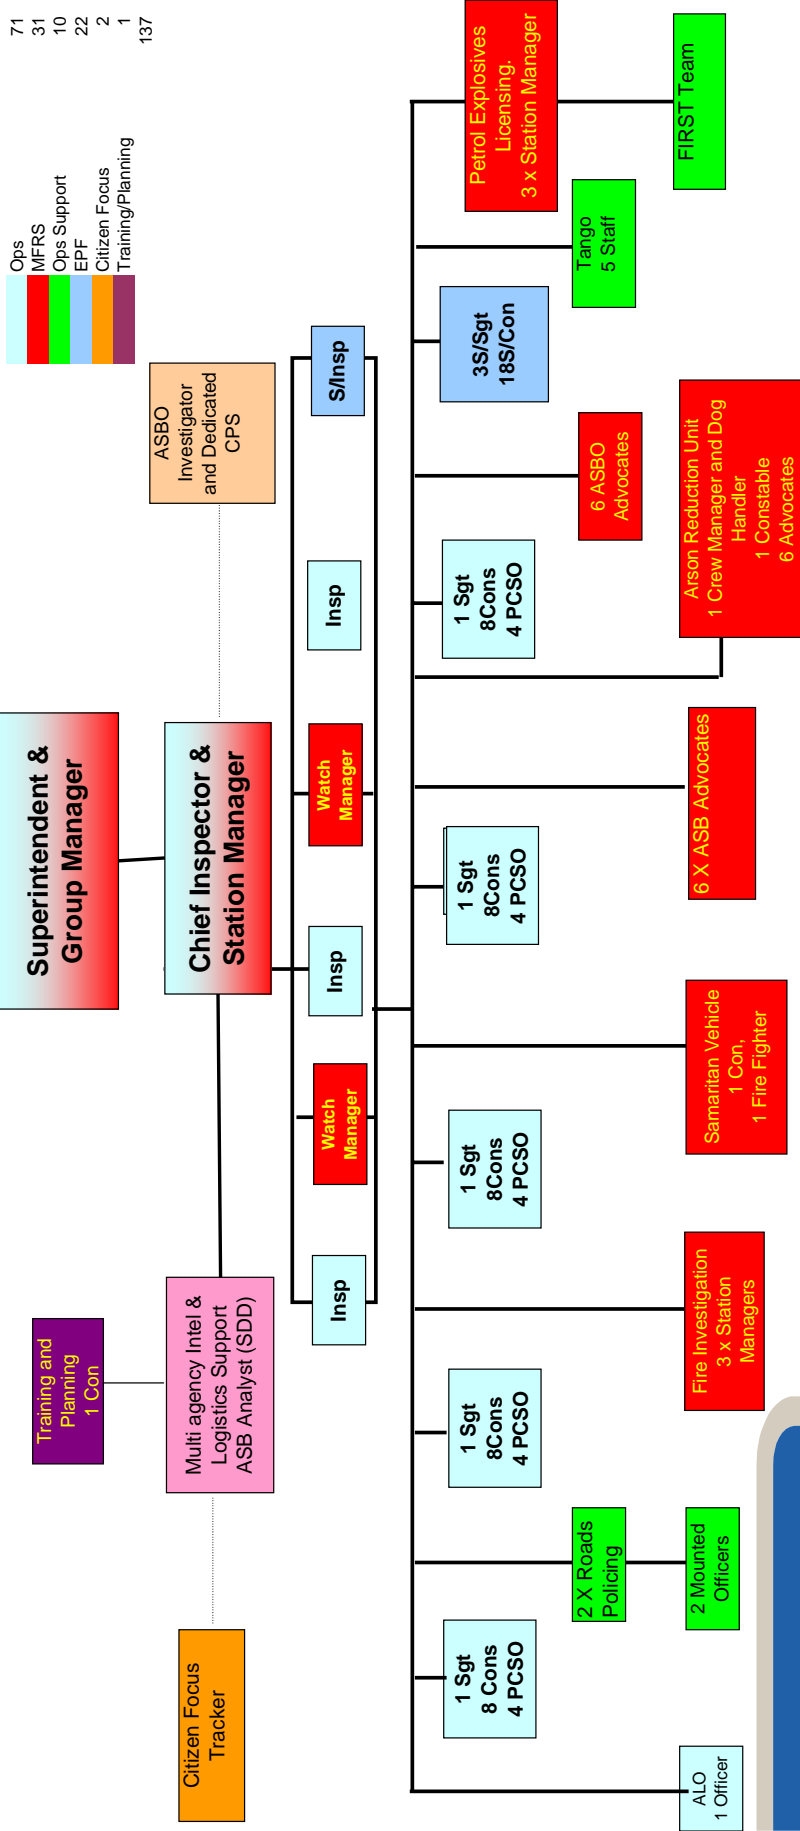 Ops 71
MFRS 31
Ops Support 10
EPF 22
Citizen Focus 2
Training/Planning 1
137
Superintendent &
Group Manager
Chief Inspector &
Station Manager
Training and
Planning
1 Con
Citizen Focus
Tracker
Multi agency Intel &
Logistics Support
ASB Analyst (SDD)
ASBO
Investigator
and Dedicated
CPS
Insp
Watch
Manager
Insp
Watch
Manager
Insp
S/Insp
1 Sgt
8 Cons
4 PCSO
1 Sgt
8Cons
4 PCSO
1 Sgt
8Cons
4 PCSO
1 Sgt
8Cons
4 PCSO
1 Sgt
8Cons
4 PCSO
3S/Sgt
18S/Con
Petrol Explosives
Licensing.
3 x Station Manager
2 X Roads
Policing
6 ASBO
Advocates
Tango
5 Staff
ALO
1 Officer
2 Mounted
Officers
Fire Investigation
3 x Station
Managers
Samaritan Vehicle
1 Con,
1 Fire Fighter
6 X ASB Advocates
Arson Reduction Unit
1 Crew Manager and Dog
Handler
1 Constable
6 Advocates
FIRST Team